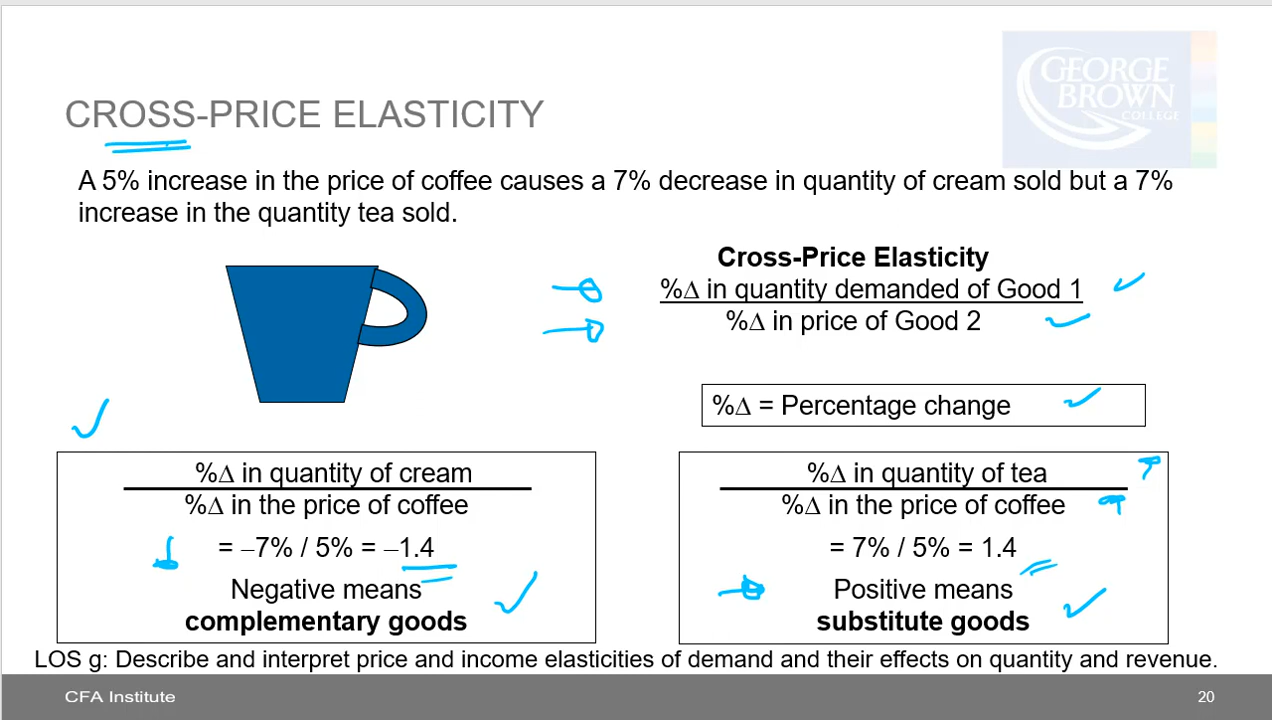 GEORGE
BROWN
COLLEGE
CROSS-PRICE ELASTICITY
A 5% increase in the price of coffee causes a 7% decrease in quantity of cream sold but a 7%
increase in the quantity tea sold.
Cross-Price Elasticity
%Δ in quantity demanded of Good 1
%Δ in price of Good 2
%Δ = Percentage change
%Δ in quantity of cream
%Δ in the price of coffee
= –7% / 5% = –1.4
Negative means
complementary goods
%Δ in quantity of tea
%Δ in the price of coffee
= 7% / 5% = 1.4
Positive means
substitute goods
LOS g: Describe and interpret price and income elasticities of demand and their effects on quantity and revenue.
CFA Institute
20